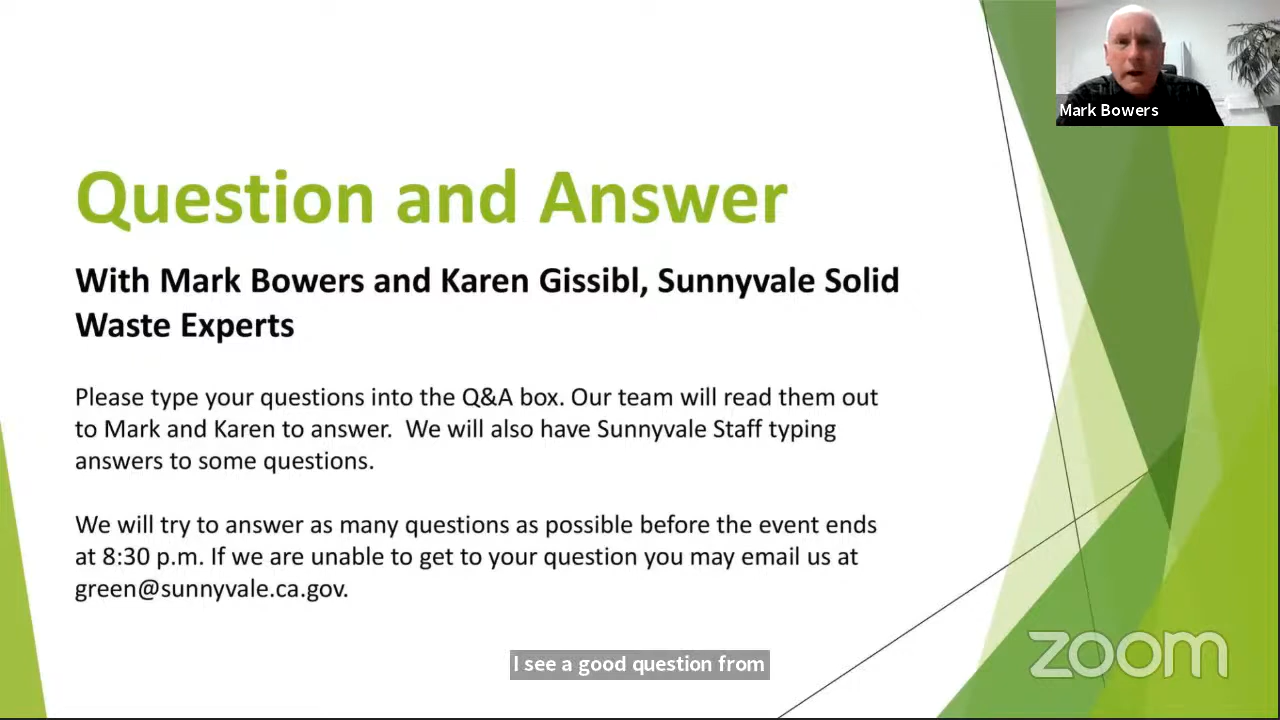 Mark Bowers
Question and Answer
With Mark Bowers and Karen Gissibl, Sunnyvale Solid
Waste Experts
Please type your questions into the Q&A box. Our team will read them out
to Mark and Karen to answer.  We will also have Sunnyvale Staff typing
answers to some questions.
We will try to answer as many questions as possible before the event ends
at 8:30 p.m. If we are unable to get to your question you may email us at
green@sunnyvale.ca.gov.
zoom
I see a good question from